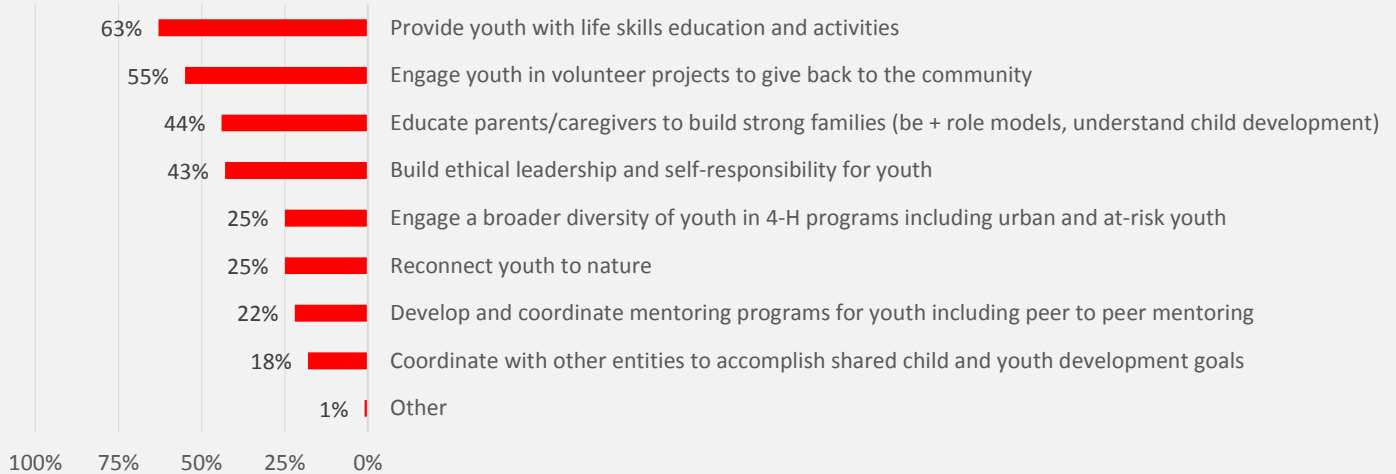 63% Provide youth with life skills education and activities
55% Engage youth in volunteer projects to give back to the community
44% Educate parents/caregivers to build strong families (be + role models, understand child development)
43% Build ethical leadership and self-responsibility for youth
25% Engage a broader diversity of youth in 4-H programs including urban and at-risk youth
25% Reconnect youth to nature
22% Develop and coordinate mentoring programs for youth including peer to peer mentoring
18% Coordinate with other entities to accomplish shared child and youth development goals
1% Other
100% 75% 50% 25% 0%